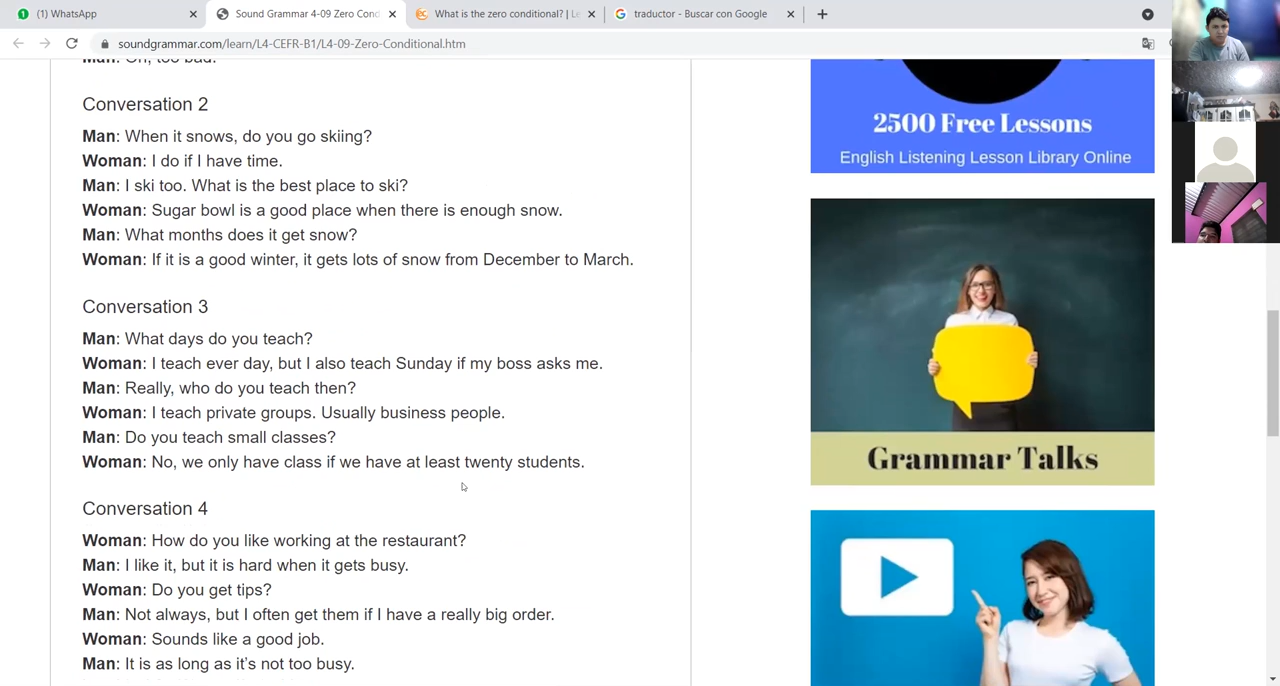 (1) WhatsApp
Sound Grammar 4-09 Zero Cond
What is the zero conditional? | Le
traductor - Buscar con Google
soundgrammar.com/learn/L4-CEFR-B1/L4-09-Zero-Conditional.htm
Man: Oh, too bad.
Conversation 2
Man: When it snows, do you go skiing?
Woman: I do if I have time.
Man: I ski too. What is the best place to ski?
Woman: Sugar bowl is a good place when there is enough snow.
Man: What months does it get snow?
Woman: If it is a good winter, it gets lots of snow from December to March.
Conversation 3
Man: What days do you teach?
Woman: I teach ever day, but I also teach Sunday if my boss asks me.
Man: Really, who do you teach then?
Woman: I teach private groups. Usually business people.
Man: Do you teach small classes?
Woman: No, we only have class if we have at least twenty students.
Conversation 4
Woman: How do you like working at the restaurant?
Man: I like it, but it is hard when it gets busy.
Woman: Do you get tips?
Man: Not always, but I often get them if I have a really big order.
Woman: Sounds like a good job.
Man: It is as long as it's not too busy.
2500 Free Lessons
English Listening Lesson Library Online
Grammar Talks